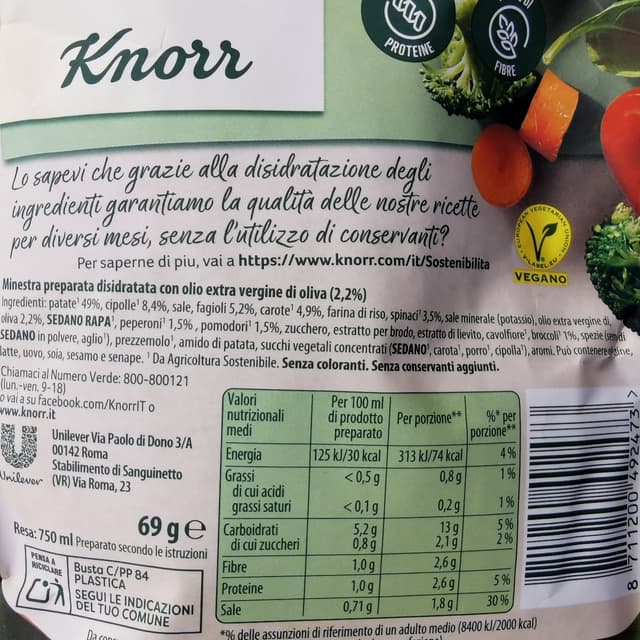 Knorr
PROTEINE
FIBRE
Lo sapevi che grazie alla disidratazione degli
ingredienti garantiamo la qualità delle nostre ricette
per diversi mesi, senza l'utilizzo di conservanti?
Per saperne di piu, vai a https://www.knorr.com/it/Sostenibilita
EUROPEAN VEGETARIAN UNION
V-LABEL.EU
VEGANO
Minestra preparata disidratata con olio extra vergine di oliva (2,2%)
Ingredienti: patate¹ 49%, cipolle¹ 8,4%, sale, fagioli 5,2%, carote¹ 4,9%, farina di riso, spinaci¹ 3,5%, sale minerale (potassio), olio extra vergine di
oliva 2,2%, SEDANO RAPA¹, peperoni¹ 1,5%, pomodori¹ 1,5%, zucchero, estratto per brodo, estratto di lievito, cavolfiore¹, broccoli¹ 1%, spezie (semi di
SEDANO in polvere, aglio¹), prezzemolo¹, amido di patata, succhi vegetali concentrati (SEDANO¹, carota¹, porro¹, cipolla¹), aromi. Può contenere glutine,
latte, uovo, soia, sesamo e senape. ¹ Da Agricoltura Sostenibile. Senza coloranti. Senza conservanti aggiunti.
Chiamaci al Numero Verde: 800-800121
(lun.-ven. 9-18)
o vai a su facebook.com/KnorrIT o
www.knorr.it
Unilever
Unilever Via Paolo di Dono 3/A
00142 Roma
Stabilimento di Sanguinetto
(VR) Via Roma, 23
69 g e
Resa: 750 ml Preparato secondo le istruzioni
PENSA A RICICLARE
Busta C/PP 84
PLASTICA
SEGUI LE INDICAZIONI
DEL TUO COMUNE
Valori nutrizionali medi Per 100 ml di prodotto preparato Per porzione** %* per porzione**
Energia 125 kJ/30 kcal 313 kJ/74 kcal 4%
Grassi < 0,5 g 0,8 g 1%
di cui acidi grassi saturi < 0,1 g 0,2 g 1%
Carboidrati 5,2 g 13 g 5%
di cui zuccheri 0,8 g 2,1 g 2%
Fibre 1,0 g 2,6 g
Proteine 1,0 g 2,6 g 5%
Sale 0,71 g 1,8 g 30%
*% delle assunzioni di riferimento di un adulto medio (8400 kJ/2000 kcal)